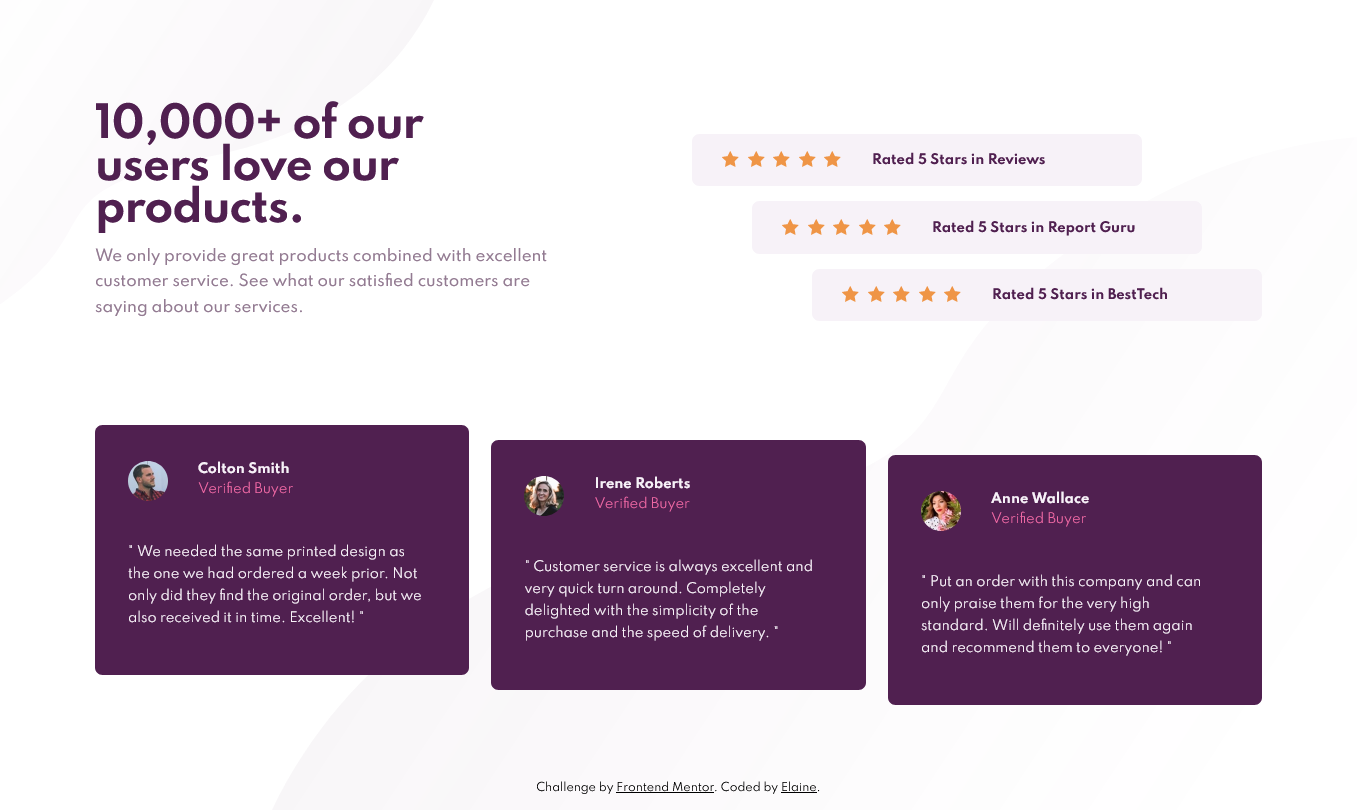 10,000+ of our
users love our
products.
We only provide great products combined with excellent
customer service. See what our satisfied customers are
saying about our services.
Rated 5 Stars in Reviews
Rated 5 Stars in Report Guru
Rated 5 Stars in BestTech
Colton Smith
Verified Buyer
" We needed the same printed design as
the one we had ordered a week prior. Not
only did they find the original order, but we
also received it in time. Excellent! "
Irene Roberts
Verified Buyer
" Customer service is always excellent and
very quick turn around. Completely
delighted with the simplicity of the
purchase and the speed of delivery. "
Anne Wallace
Verified Buyer
" Put an order with this company and can
only praise them for the very high
standard. Will definitely use them again
and recommend them to everyone! "
Challenge by Frontend Mentor. Coded by Elaine.